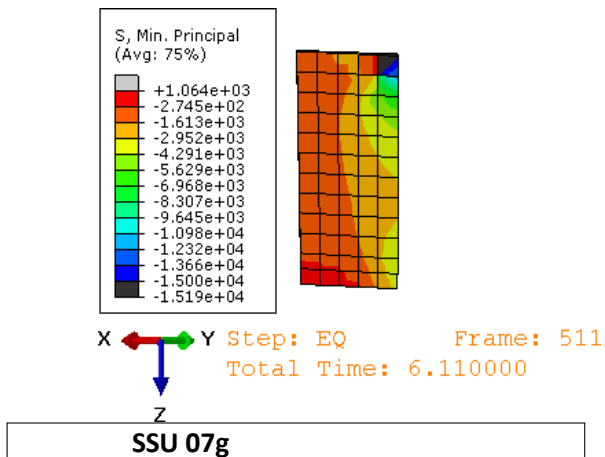 S, Min. Principal
(Avg: 75%)
+1.064e+03
-2.745e+02
-1.613e+03
-2.952e+03
-4.291e+03
-5.629e+03
-6.968e+03
-8.307e+03
-9.645e+03
-1.098e+04
-1.232e+04
-1.366e+04
-1.500e+04
-1.519e+04
X Y Step: EQ Frame: 511
Total Time: 6.110000
Z
SSU 07g